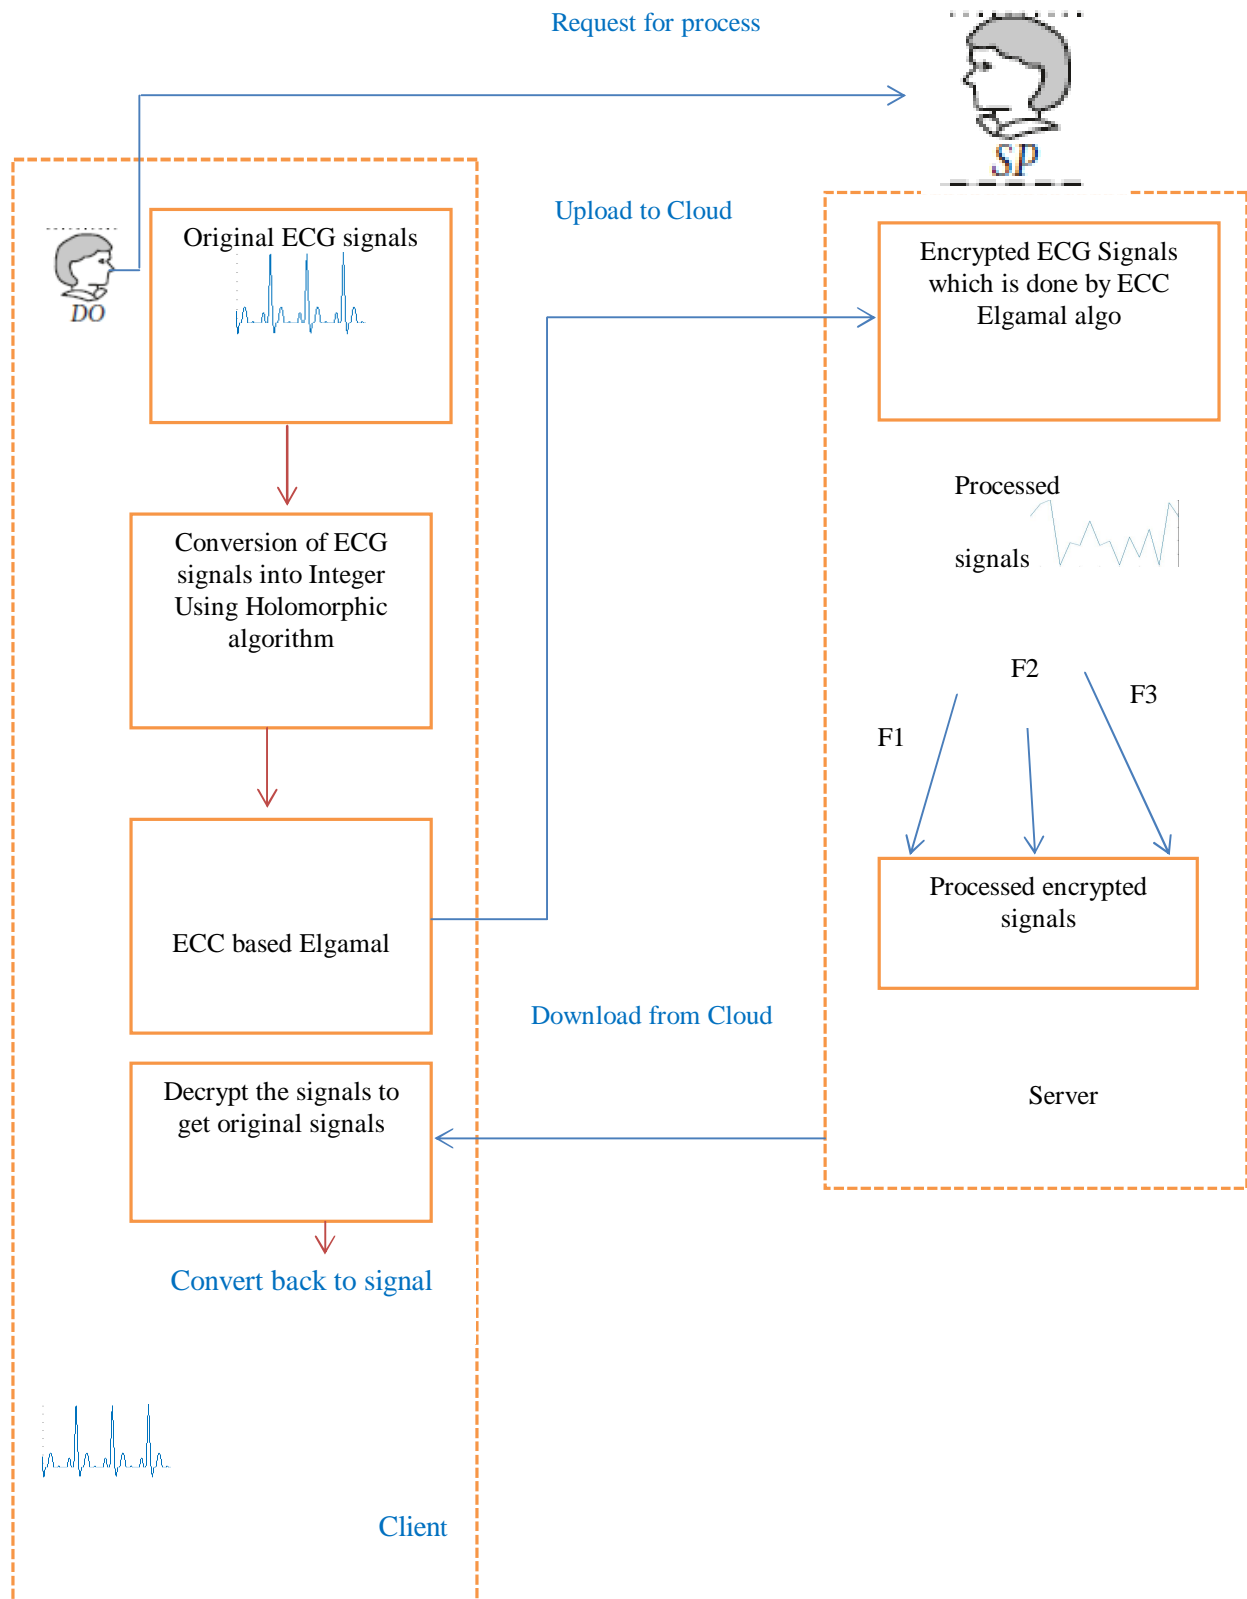 Request for process
SP
DO
Original ECG signals
Upload to Cloud
Encrypted ECG Signals
which is done by ECC
Elgamal algo
Conversion of ECG
signals into Integer
Using Holomorphic
algorithm
Processed
signals
F2
F3
F1
ECC based Elgamal
Processed encrypted
signals
Download from Cloud
Decrypt the signals to
get original signals
Server
Convert back to signal
Client